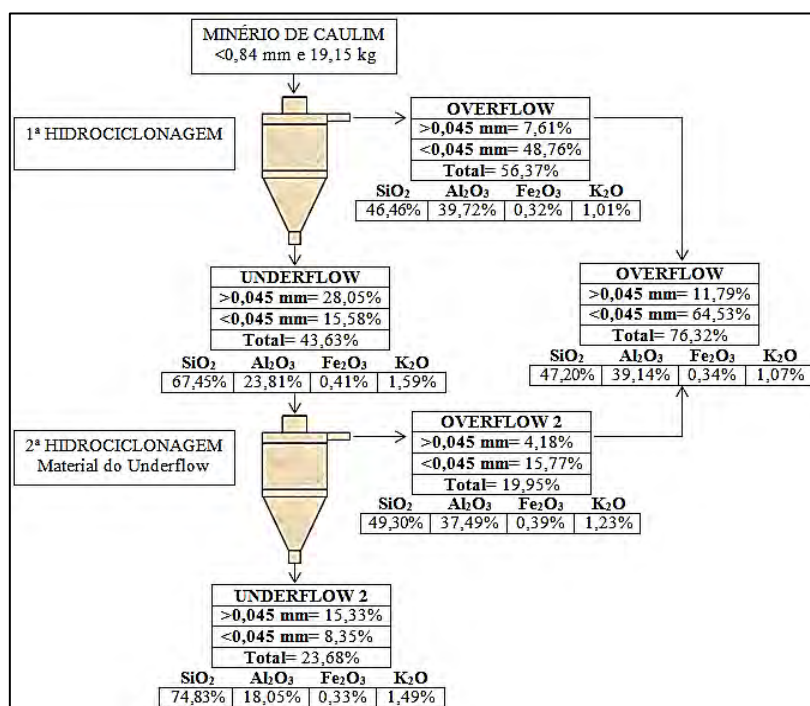 MINÉRIO DE CAULIM
<0,84 mm e 19,15 kg
1ª HIDROCICLONAGEM
OVERFLOW
>0,045 mm= 7,61%
<0,045 mm= 48,76%
Total= 56,37%
SiO₂ Al₂O₃ Fe₂O₃ K₂O
46,46% 39,72% 0,32% 1,01%
UNDERFLOW
>0,045 mm= 28,05%
<0,045 mm= 15,58%
Total= 43,63%
SiO₂ Al₂O₃ Fe₂O₃ K₂O
67,45% 23,81% 0,41% 1,59%
OVERFLOW
>0,045 mm= 11,79%
<0,045 mm= 64,53%
Total= 76,32%
SiO₂ Al₂O₃ Fe₂O₃ K₂O
47,20% 39,14% 0,34% 1,07%
2ª HIDROCICLONAGEM
Material do Underflow
OVERFLOW 2
>0,045 mm= 4,18%
<0,045 mm= 15,77%
Total= 19,95%
SiO₂ Al₂O₃ Fe₂O₃ K₂O
49,30% 37,49% 0,39% 1,23%
UNDERFLOW 2
>0,045 mm= 15,33%
<0,045 mm= 8,35%
Total= 23,68%
SiO₂ Al₂O₃ Fe₂O₃ K₂O
74,83% 18,05% 0,33% 1,49%